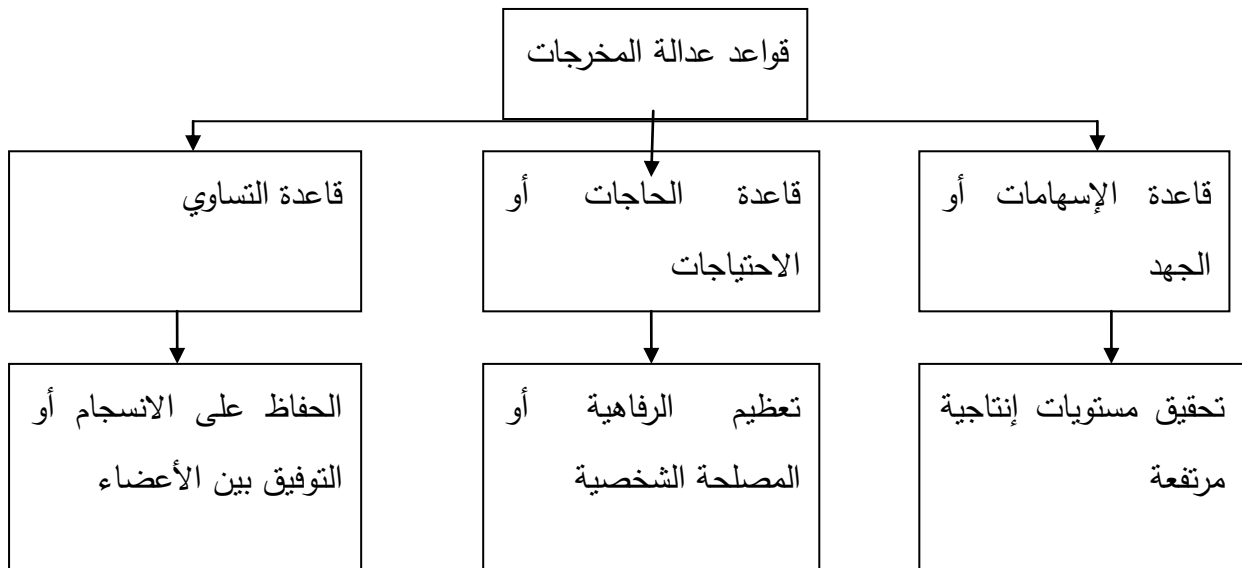 قواعد عدالة المخرجات
قاعدة الإسهامات أو
الجهد
قاعدة الحاجات أو
الاحتياجات
قاعدة التساوي
تحقيق مستويات إنتاجية
مرتفعة
تعظيم الرفاهية أو
المصلحة الشخصية
الحفاظ على الانسجام أو
التوفيق بين الأعضاء